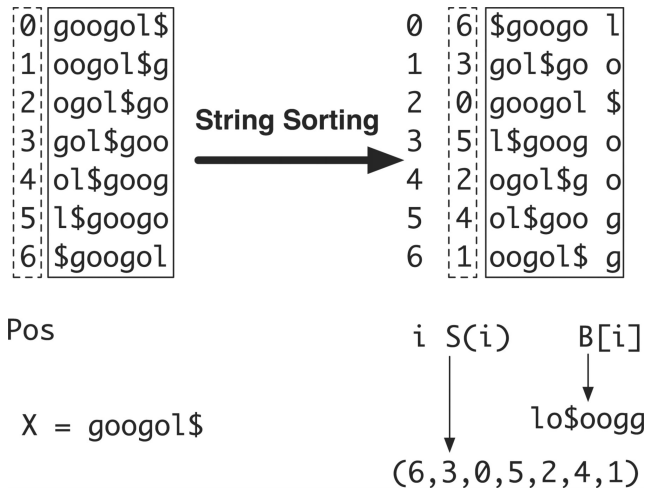 0 googol$ 0 6 $googo l
1 oogol$g 1 3 gol$go o
2 ogol$go 2 0 googol $
String Sorting
3 gol$goo 3 5 l$goog o
4 ol$goog 4 2 ogol$g o
5 l$googo 5 4 ol$goo g
6 $googol 6 1 oogol$ g
Pos i S(i) B[i]
X = googol$ lo$oogg
(6,3,0,5,2,4,1)